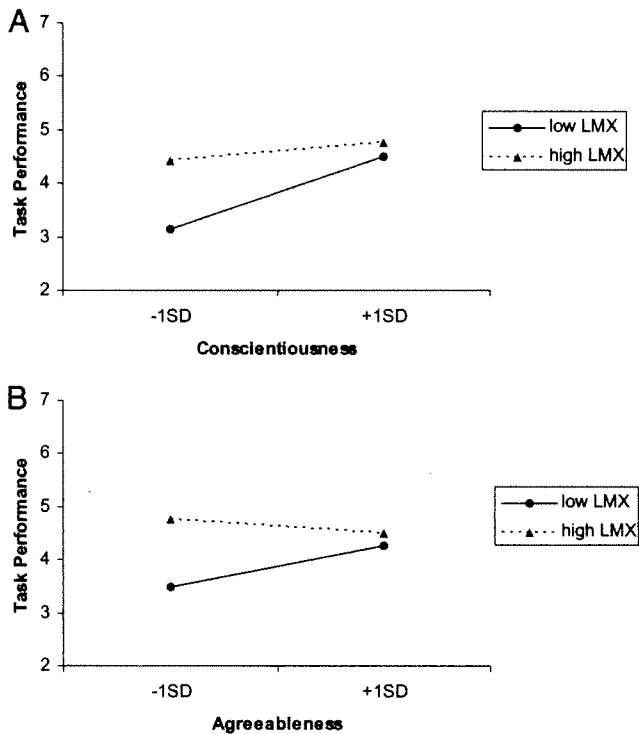 A
7
6
5
4
3
2
Task Performance
-1SD
+1SD
Conscientiousness
low LMX
high LMX
B
7
6
5
4
3
2
Task Performance
-1SD
+1SD
Agreeableness
low LMX
high LMX